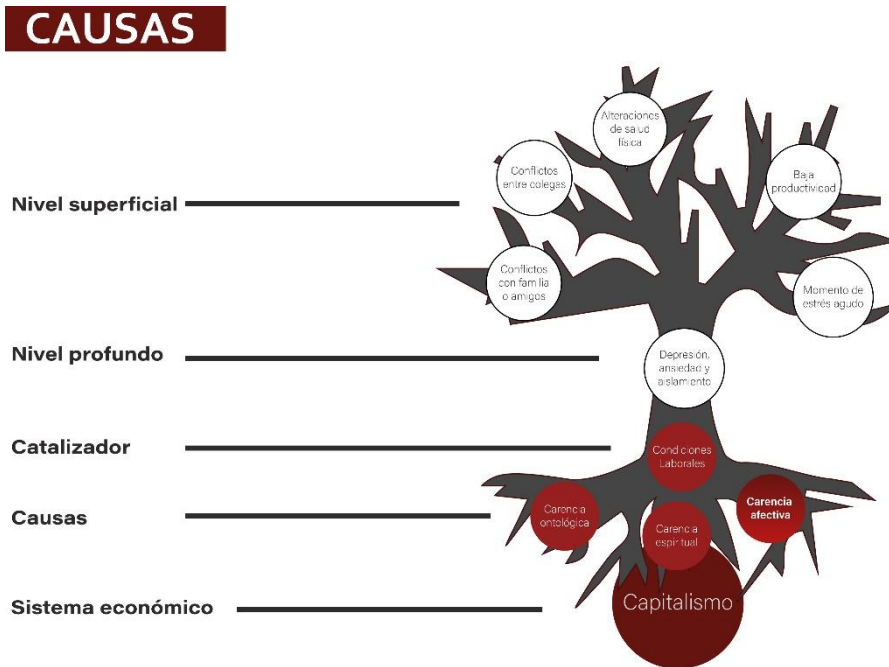 CAUSAS
Alteraciones
de salud
física
Conflictos
entre colegas
Baja
productividad
Nivel superficial
Conflictos
con familia
o amigos
Momento de
estrés agudo
Nivel profundo
Depresión,
ansiedad y
aislamiento
Catalizador
Condiciones
Laborales
Causas
Carencia
ontológica
Carencia
espiritual
Carencia
afectiva
Sistema económico
Capitalismo